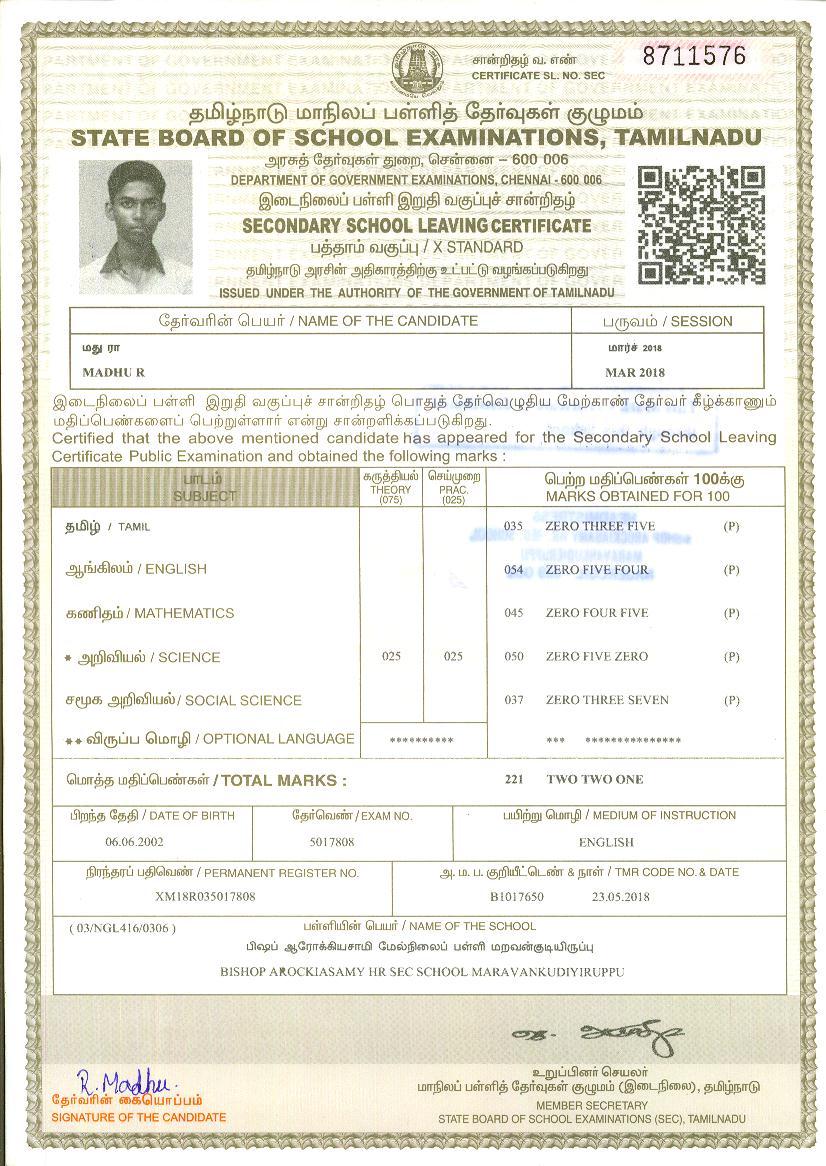 சான்றிதழ் வ. எண்
CERTIFICATE SL. NO. SEC
8711576
தமிழ்நாடு மாநிலப் பள்ளித் தேர்வுகள் குழுமம்
STATE BOARD OF SCHOOL EXAMINATIONS, TAMILNADU
அரசுத் தேர்வுகள் துறை, சென்னை – 600 006
DEPARTMENT OF GOVERNMENT EXAMINATIONS, CHENNAI - 600 006
இடைநிலைப் பள்ளி இறுதி வகுப்புச் சான்றிதழ்
SECONDARY SCHOOL LEAVING CERTIFICATE
பத்தாம் வகுப்பு / X STANDARD
தமிழ்நாடு அரசின் அதிகாரத்திற்கு உட்பட்டு வழங்கப்படுகிறது
ISSUED UNDER THE AUTHORITY OF THE GOVERNMENT OF TAMILNADU
தேர்வரின் பெயர் / NAME OF THE CANDIDATE பருவம் / SESSION
மது ரா மார்ச் 2018
MADHU R MAR 2018
இடைநிலைப் பள்ளி இறுதி வகுப்புச் சான்றிதழ் பொதுத் தேர்வெழுதிய மேற்காண் தேர்வர் கீழ்க்காணும்
மதிப்பெண்களைப் பெற்றுள்ளார் என்று சான்றளிக்கப்படுகிறது.
Certified that the above mentioned candidate has appeared for the Secondary School Leaving
Certificate Public Examination and obtained the following marks :
பாடம் கருத்தியல் செய்முறை பெற்ற மதிப்பெண்கள் 100க்கு
SUBJECT THEORY (075) PRAC. (025) MARKS OBTAINED FOR 100
தமிழ் / TAMIL 035 ZERO THREE FIVE (P)
ஆங்கிலம் / ENGLISH 054 ZERO FIVE FOUR (P)
கணிதம் / MATHEMATICS 045 ZERO FOUR FIVE (P)
* அறிவியல் / SCIENCE 025 025 050 ZERO FIVE ZERO (P)
சமூக அறிவியல்/ SOCIAL SCIENCE 037 ZERO THREE SEVEN (P)
** விருப்ப மொழி / OPTIONAL LANGUAGE ********** *** ***************
மொத்த மதிப்பெண்கள் / TOTAL MARKS : 221 TWO TWO ONE
பிறந்த தேதி / DATE OF BIRTH தேர்வெண் / EXAM NO. பயிற்று மொழி / MEDIUM OF INSTRUCTION
06.06.2002 5017808 ENGLISH
நிரந்தரப் பதிவெண் / PERMANENT REGISTER NO. அ. ம. ப. குறியீட்டெண் & நாள் / TMR CODE NO. & DATE
XM18R035017808 B1017650 23.05.2018
( 03/NGL416/0306 ) பள்ளியின் பெயர் / NAME OF THE SCHOOL
பிஷப் ஆரோக்கியசாமி மேல்நிலைப் பள்ளி மறவன்குடியிருப்பு
BISHOP AROCKIASAMY HR SEC SCHOOL MARAVANKUDIYIRUPPU
R. Madhu.
தேர்வரின் கையொப்பம்
SIGNATURE OF THE CANDIDATE
உறுப்பினர் செயலர்
மாநிலப் பள்ளித் தேர்வுகள் குழுமம் (இடைநிலை), தமிழ்நாடு
MEMBER SECRETARY
STATE BOARD OF SCHOOL EXAMINATIONS (SEC), TAMILNADU